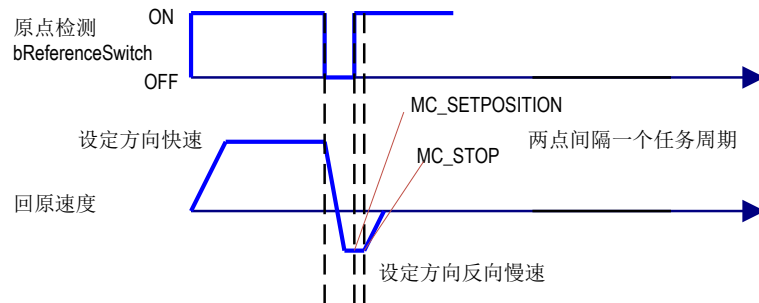 原点检测
bReferenceSwitch
ON
OFF
MC_SETPOSITION
设定方向快速
两点间隔一个任务周期
MC_STOP
回原速度
设定方向反向慢速